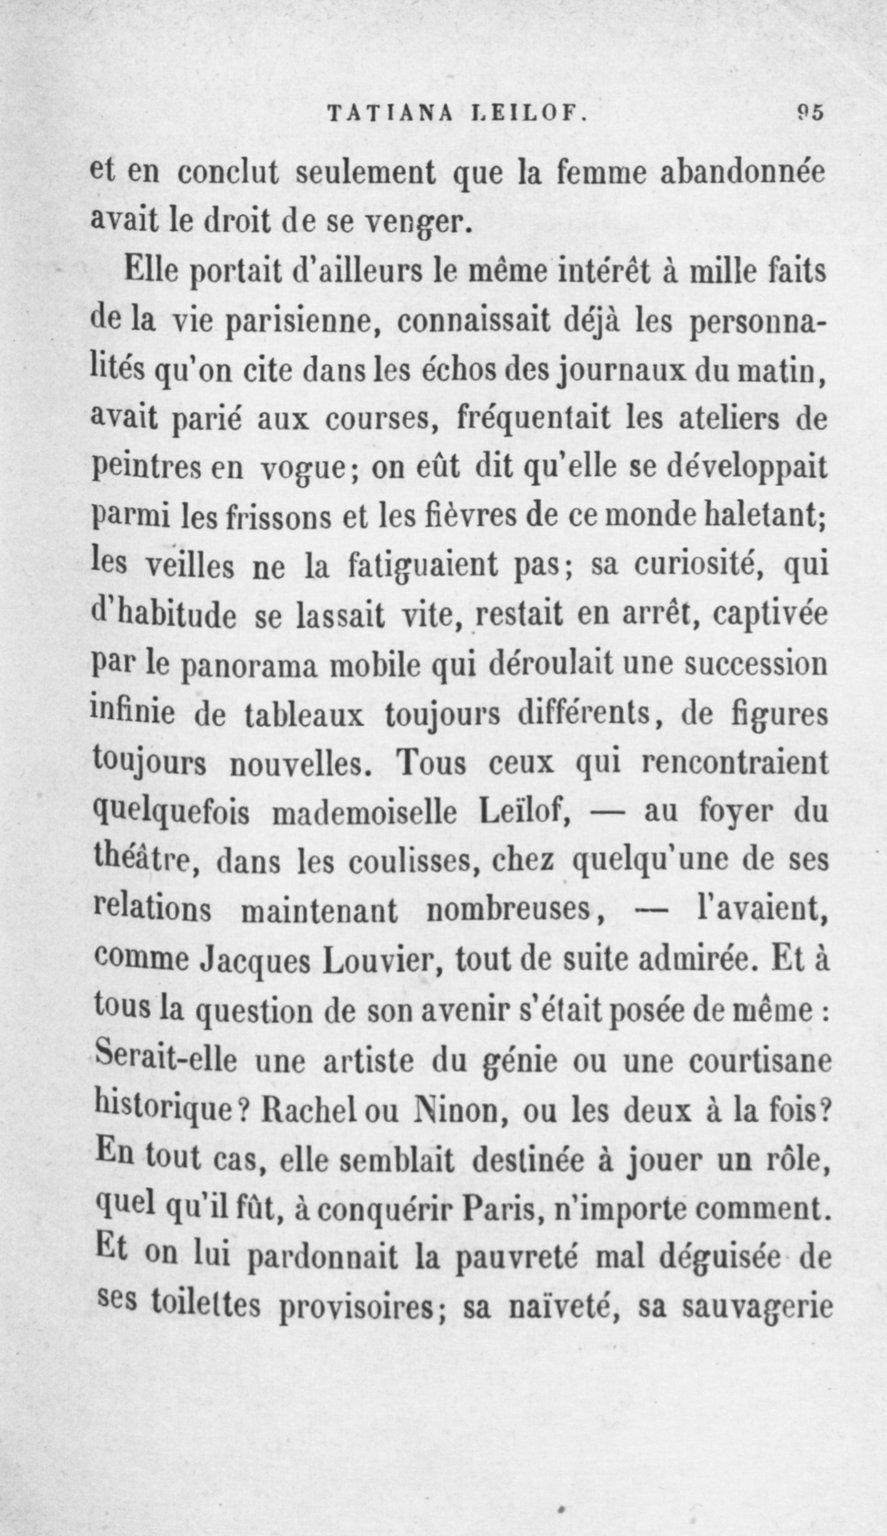 TATIANA LEILOF. 95
et en conclut seulement que la femme abandonnée
avait le droit de se venger.
Elle portait d'ailleurs le même intérêt à mille faits
de la vie parisienne, connaissait déjà les personna-
lités qu'on cite dans les échos des journaux du matin,
avait parié aux courses, fréquentait les ateliers de
peintres en vogue; on eût dit qu'elle se développait
parmi les frissons et les fièvres de ce monde haletant;
les veilles ne la fatiguaient pas; sa curiosité, qui
d'habitude se lassait vite, restait en arrêt, captivée
par le panorama mobile qui déroulait une succession
infinie de tableaux toujours différents, de figures
toujours nouvelles. Tous ceux qui rencontraient
quelquefois mademoiselle Leïlof, — au foyer du
théâtre, dans les coulisses, chez quelqu'une de ses
relations maintenant nombreuses, — l'avaient,
comme Jacques Louvier, tout de suite admirée. Et à
tous la question de son avenir s'était posée de même :
Serait-elle une artiste du génie ou une courtisane
historique? Rachel ou Ninon, ou les deux à la fois?
En tout cas, elle semblait destinée à jouer un rôle,
quel qu'il fût, à conquérir Paris, n'importe comment.
Et on lui pardonnait la pauvreté mal déguisée de
ses toilettes provisoires; sa naïveté, sa sauvagerie